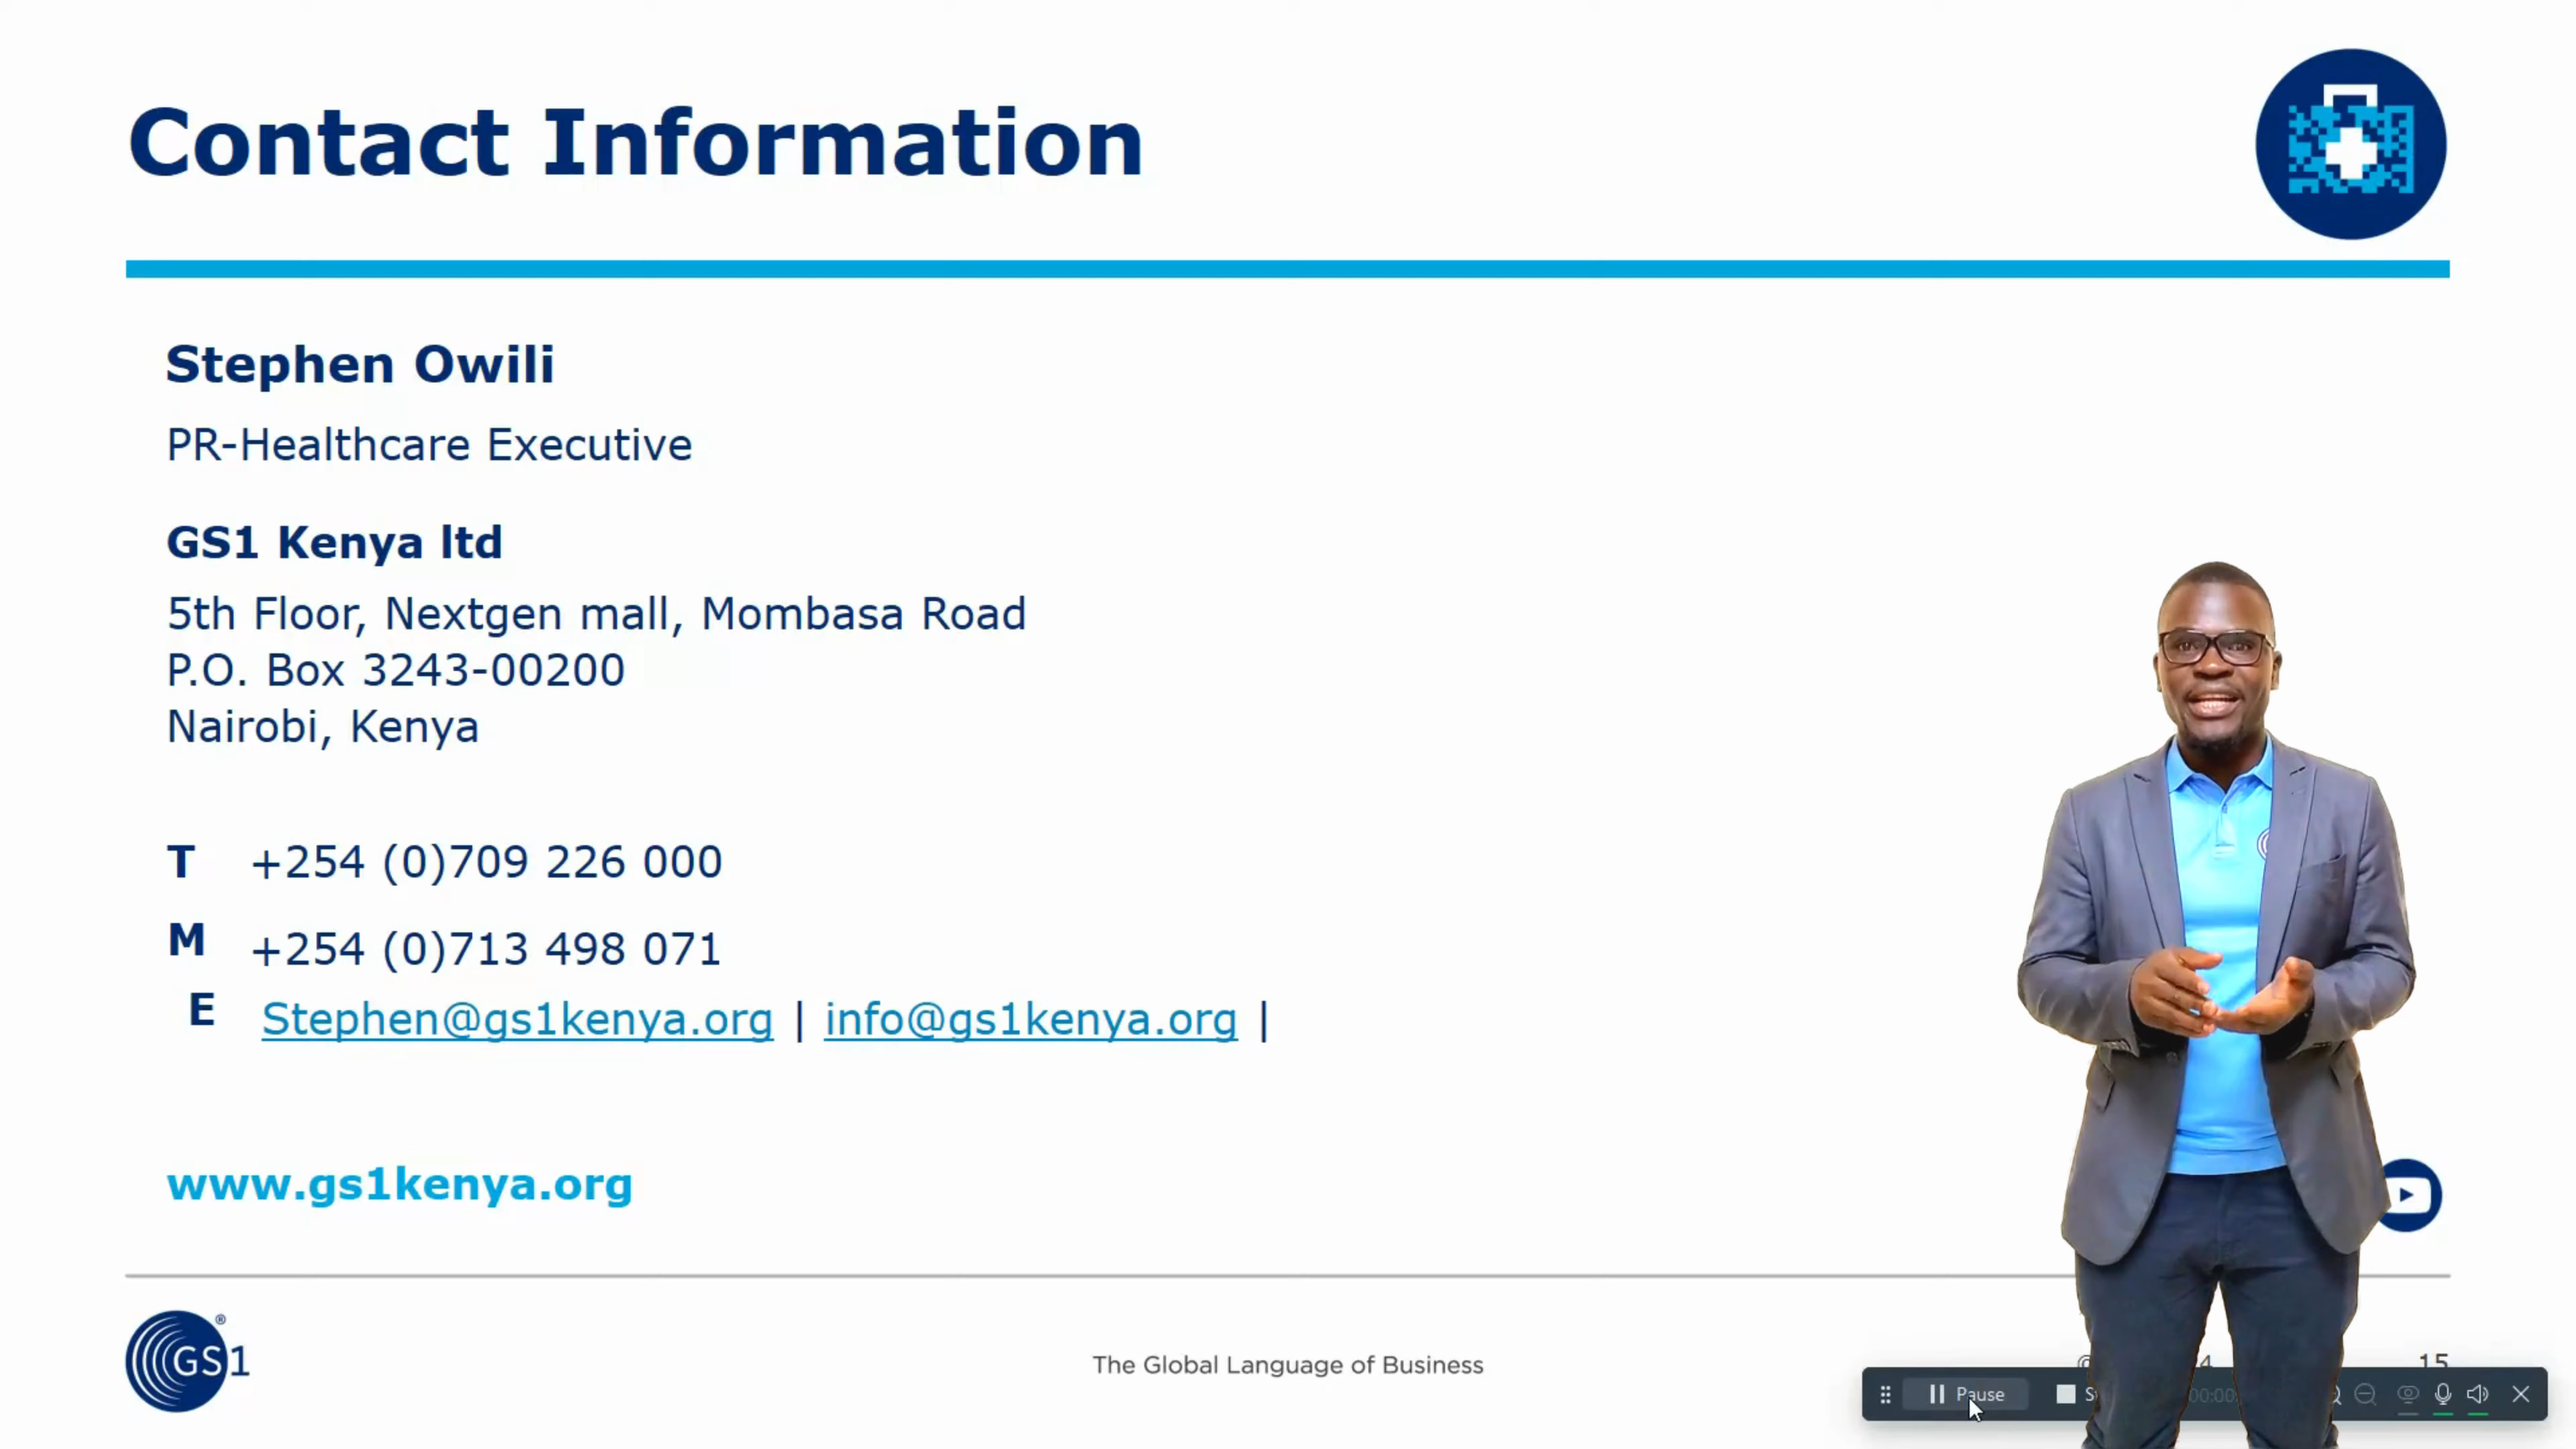 Contact Information
Stephen Owili
PR-Healthcare Executive
GS1 Kenya ltd
5th Floor, Nextgen mall, Mombasa Road
P.O. Box 3243-00200
Nairobi, Kenya
T +254 (0)709 226 000
M +254 (0)713 498 071
E Stephen@gs1kenya.org | info@gs1kenya.org |
www.gs1kenya.org
GS1®
The Global Language of Business
15
Pause